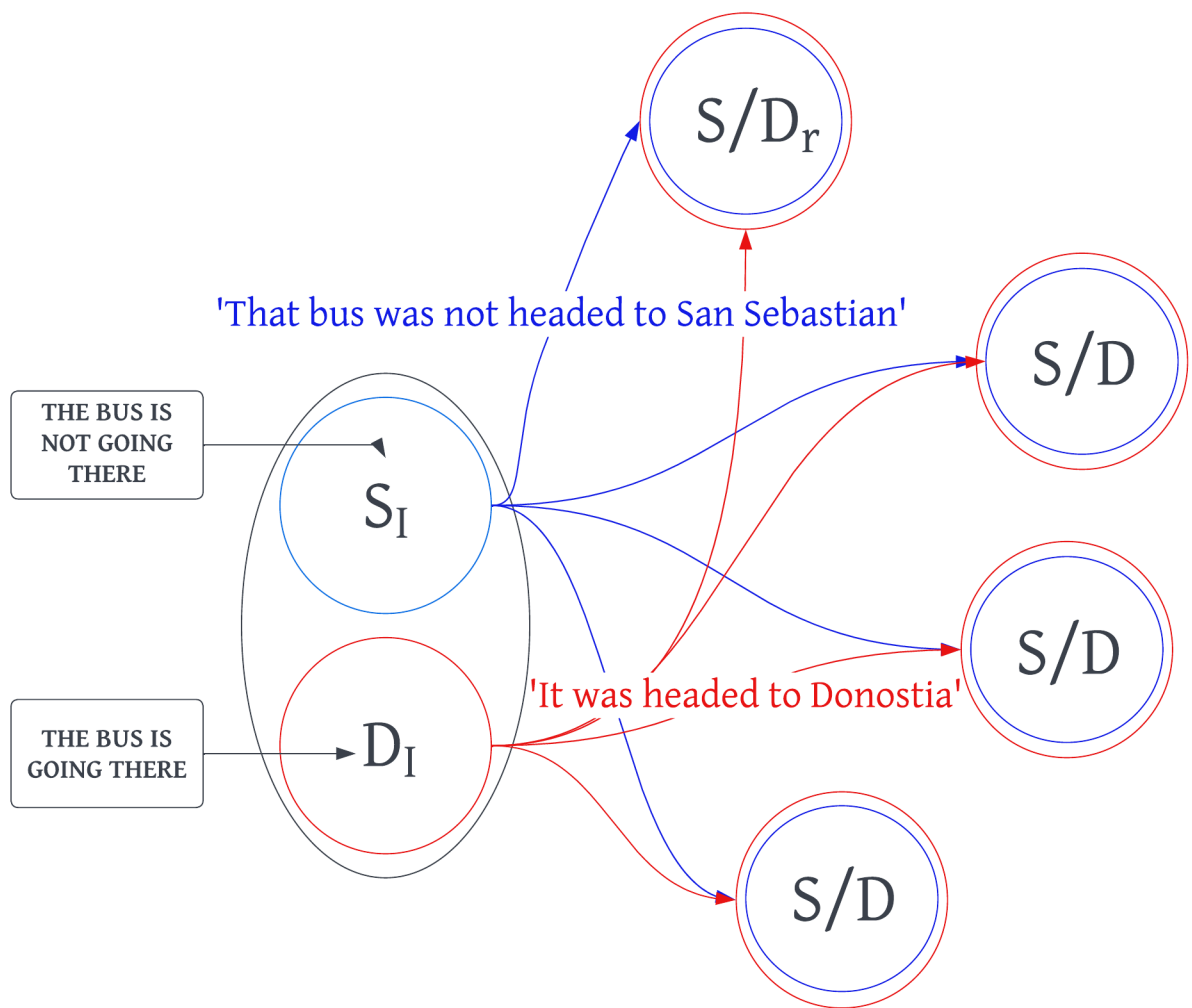 S/Dr
'That bus was not headed to San Sebastian'
S/D
THE BUS IS
NOT GOING
THERE
SI
S/D
'It was headed to Donostia'
THE BUS IS
GOING THERE
DI
S/D